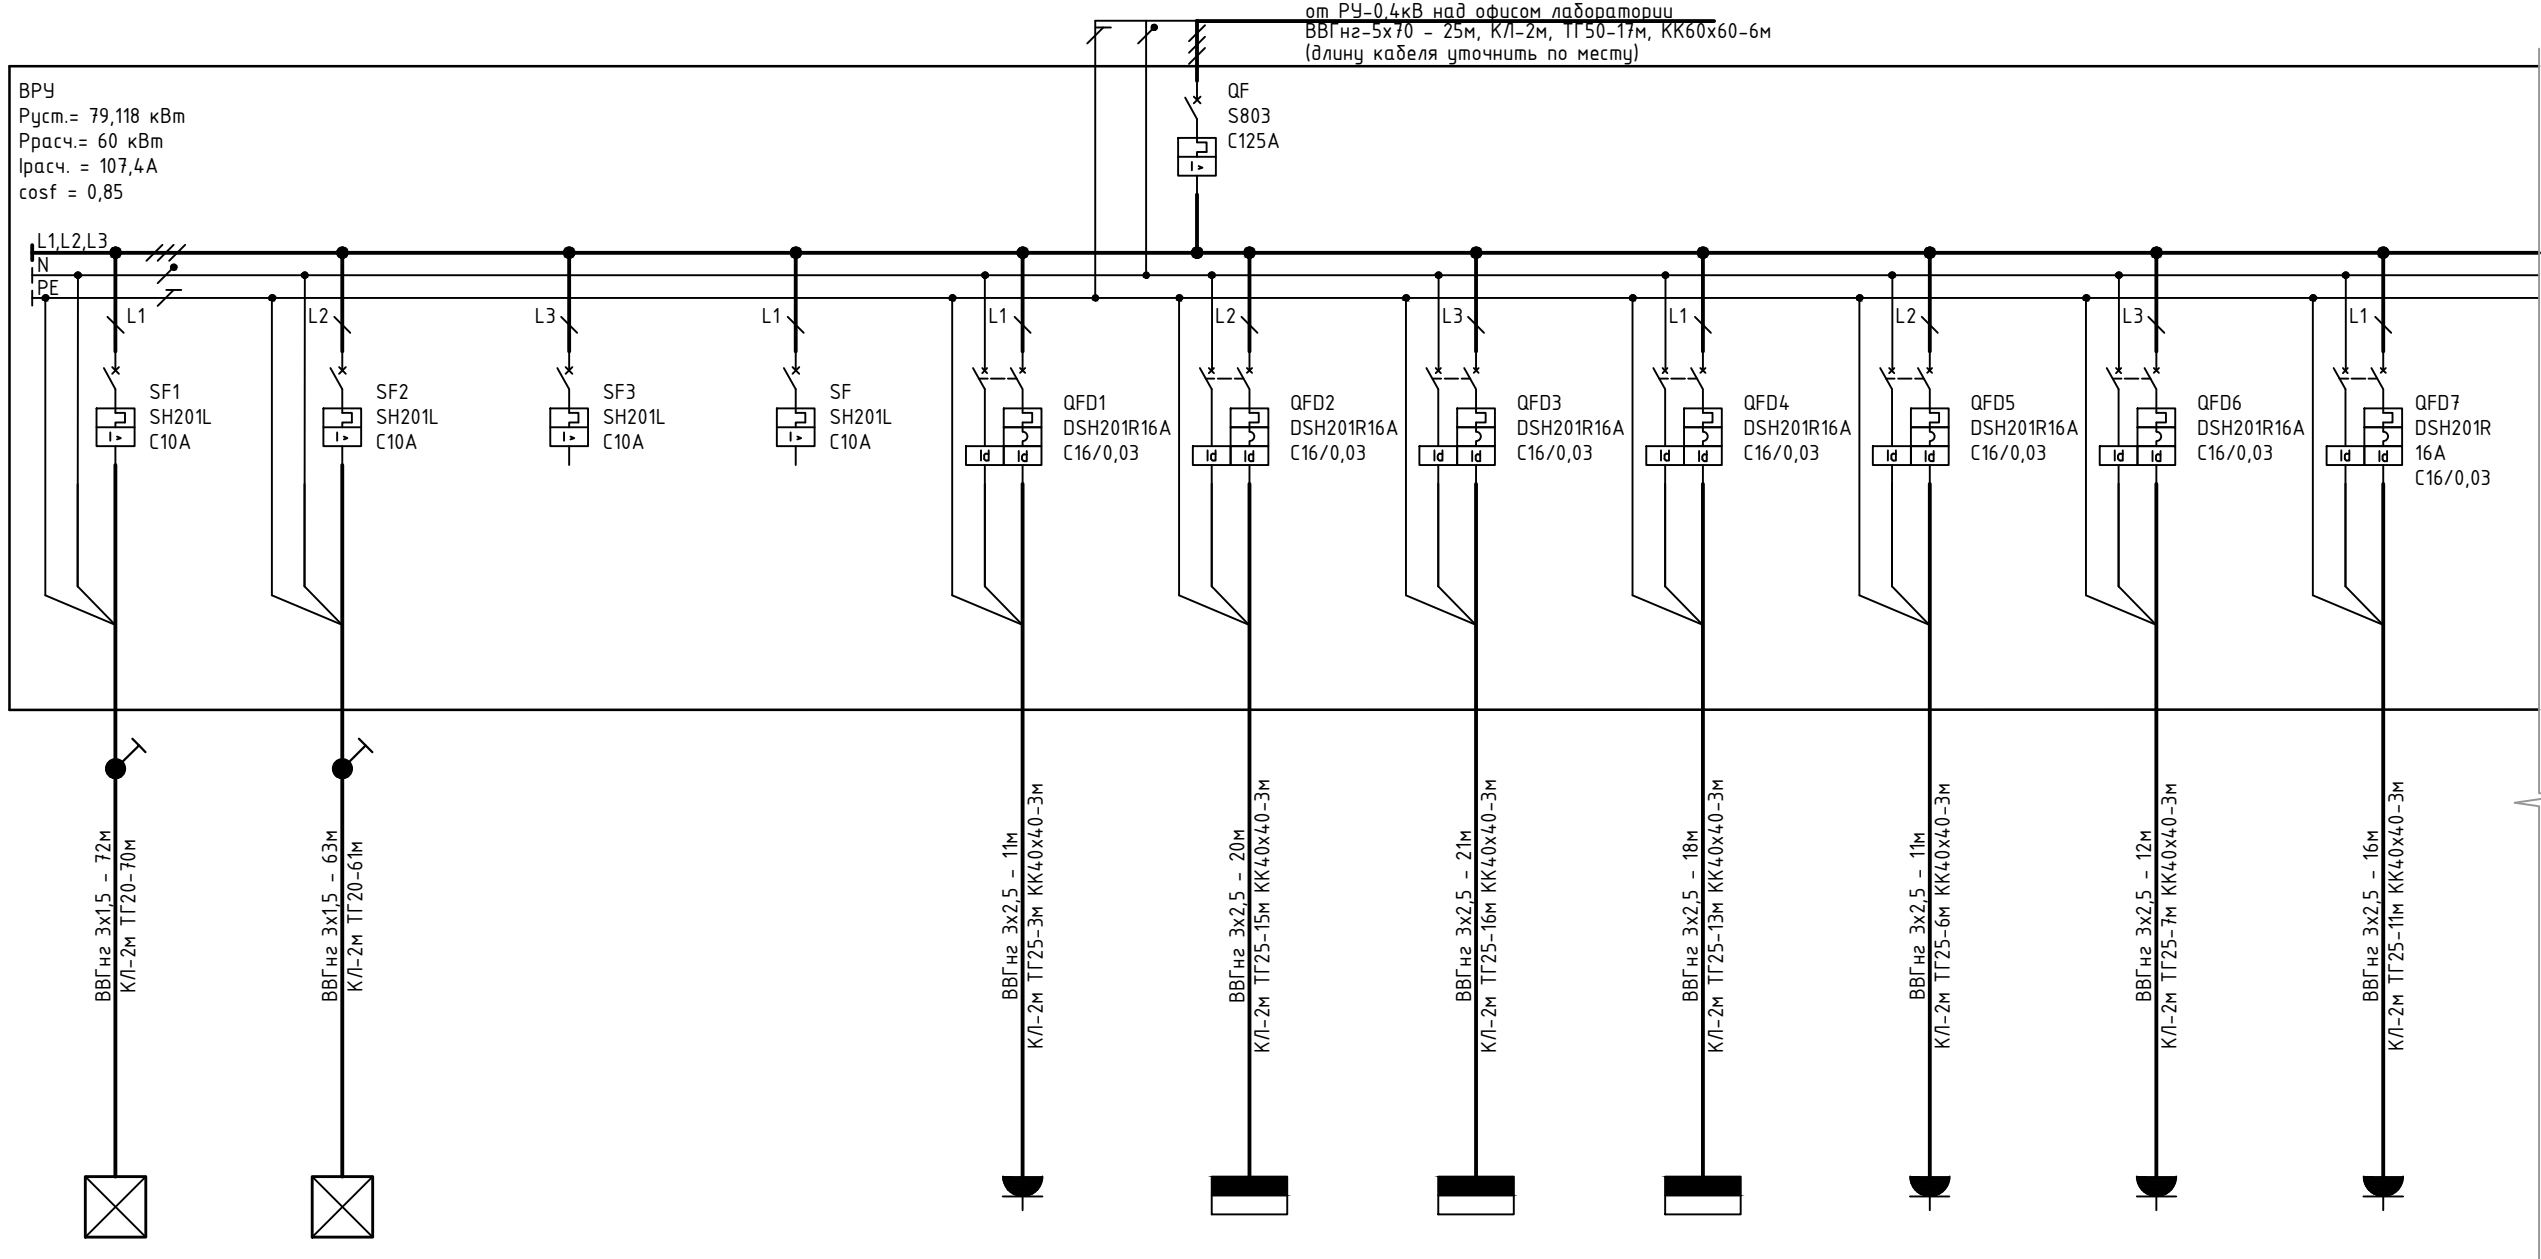 от РУ-0,4кВ над офисом лаборатории
ВВГнг-5х70 - 25м, КЛ-2м, ТГ50-17м, КК60х60-6м
(длину кабеля уточнить по месту)
ВРУ
Руст.= 79,118 кВт
Ррасч.= 60 кВт
Iрасч. = 107,4А
cosf = 0,85
QF
S803
C125A
I >
L1,L2,L3
N
PE
L1
L2
L3
L1
L1
L2
L3
L1
L2
L3
L1
SF1
SH201L
C10A
I >
SF2
SH201L
C10A
I >
SF3
SH201L
C10A
I >
SF
SH201L
C10A
I >
QFD1
DSH201R16A
C16/0,03
Id Id
QFD2
DSH201R16A
C16/0,03
Id Id
QFD3
DSH201R16A
C16/0,03
Id Id
QFD4
DSH201R16A
C16/0,03
Id Id
QFD5
DSH201R16A
C16/0,03
Id Id
QFD6
DSH201R16A
C16/0,03
Id Id
QFD7
DSH201R
16A
C16/0,03
Id Id
ВВГнг 3х1,5 - 72м
КЛ-2м ТГ20-70м
ВВГнг 3х1,5 - 63м
КЛ-2м ТГ20-61м
ВВГнг 3х2,5 - 11м
КЛ-2м ТГ25-3м КК40х40-3м
ВВГнг 3х2,5 - 20м
КЛ-2м ТГ25-15м КК40х40-3м
ВВГнг 3х2,5 - 21м
КЛ-2м ТГ25-16м КК40х40-3м
ВВГнг 3х2,5 - 18м
КЛ-2м ТГ25-13м КК40х40-3м
ВВГнг 3х2,5 - 11м
КЛ-2м ТГ25-6м КК40х40-3м
ВВГнг 3х2,5 - 12м
КЛ-2м ТГ25-7м КК40х40-3м
ВВГнг 3х2,5 - 16м
КЛ-2м ТГ25-11м КК40х40-3м